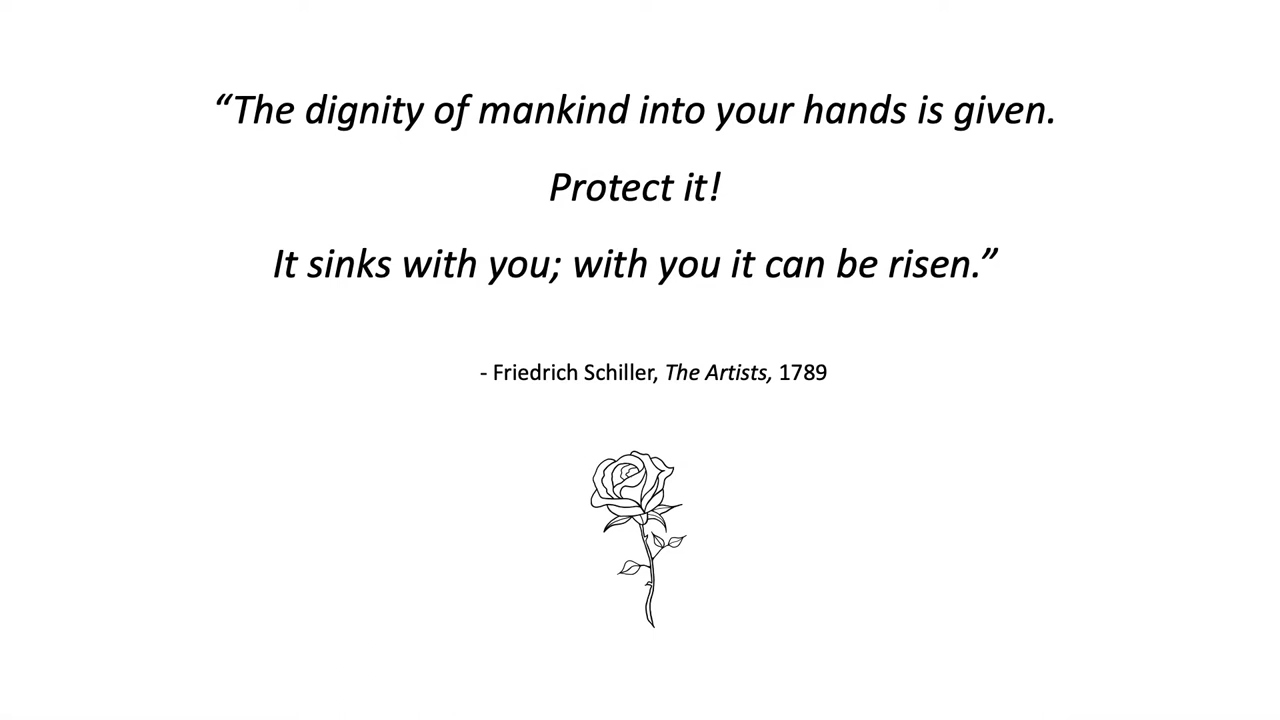 “The dignity of mankind into your hands is given.
Protect it!
It sinks with you; with you it can be risen.”
- Friedrich Schiller, The Artists, 1789